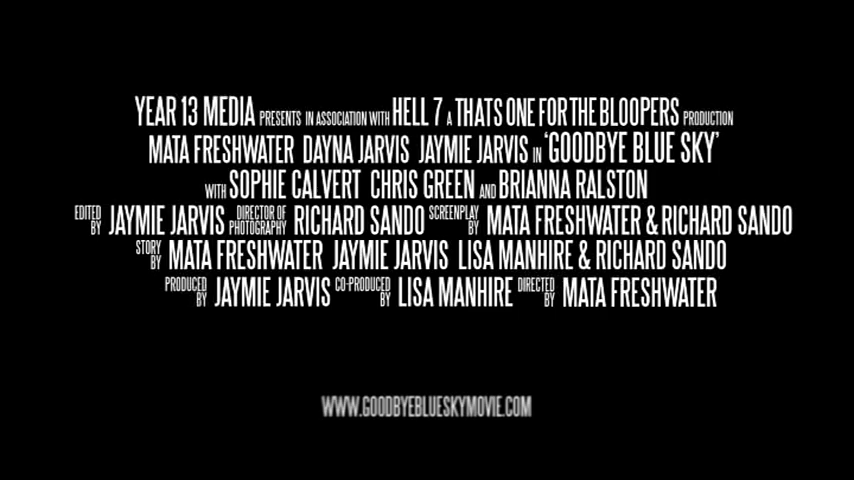 YEAR 13 MEDIA PRESENTS IN ASSOCIATION WITH HELL 7 A THATS ONE FOR THE BLOOPERS PRODUCTION
MATA FRESHWATER DAYNA JARVIS JAYMIE JARVIS IN 'GOODBYE BLUE SKY'
WITH SOPHIE CALVERT CHRIS GREEN AND BRIANNA RALSTON
EDITED BY JAYMIE JARVIS DIRECTOR OF PHOTOGRAPHY RICHARD SANDO SCREENPLAY BY MATA FRESHWATER & RICHARD SANDO
STORY BY MATA FRESHWATER JAYMIE JARVIS LISA MANHIRE & RICHARD SANDO
PRODUCED BY JAYMIE JARVIS CO-PRODUCED BY LISA MANHIRE DIRECTED BY MATA FRESHWATER
WWW.GOODBYEBLUESKYMOVIE.COM